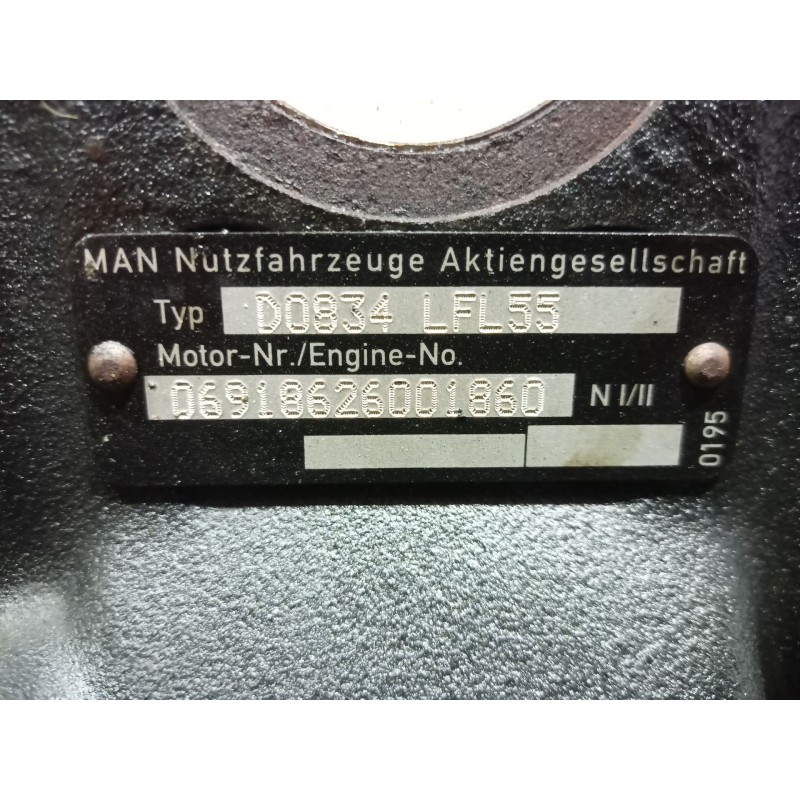 MAN Nutzfahrzeuge Aktiengesellschaft
Typ D0834 LFL55
Motor-Nr./Engine-No.
06918626001860 N I/II
0195